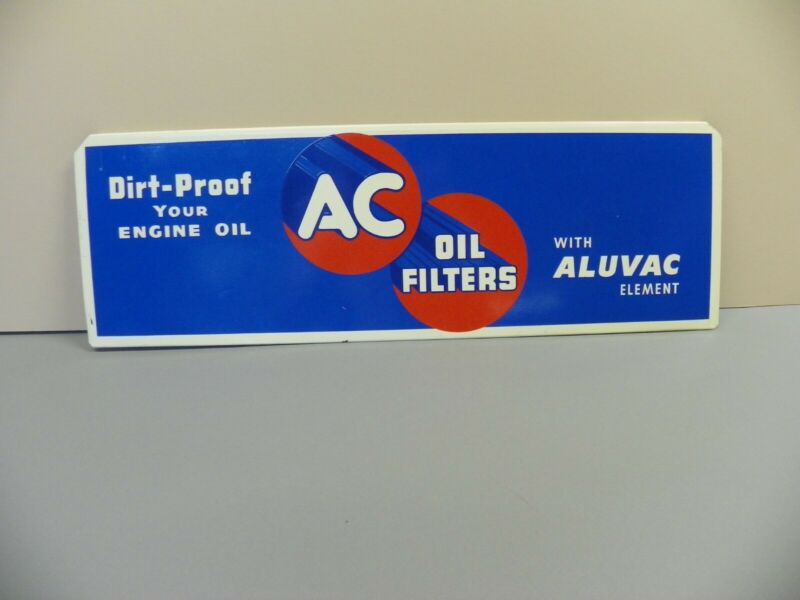 Dirt-Proof
YOUR
ENGINE OIL
AC
OIL
FILTERS
WITH
ALUVAC
ELEMENT